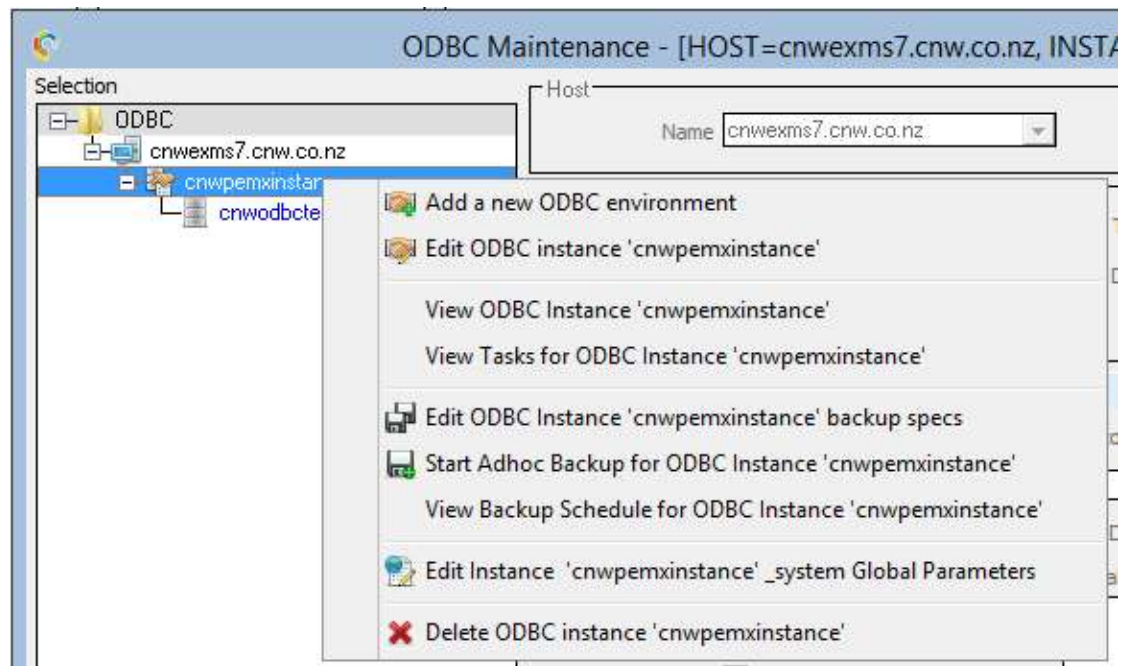 ODBC Maintenance - [HOST=cnwexms7.cnw.co.nz, INSTA
Selection
Host
ODBC
Name cnwexms7.cnw.co.nz
cnwexms7.cnw.co.nz
cnwpemxinstan
cnwodbcte
Add a new ODBC environment
Edit ODBC instance 'cnwpemxinstance'
View ODBC Instance 'cnwpemxinstance'
View Tasks for ODBC Instance 'cnwpemxinstance'
Edit ODBC Instance 'cnwpemxinstance' backup specs
Start Adhoc Backup for ODBC Instance 'cnwpemxinstance'
View Backup Schedule for ODBC Instance 'cnwpemxinstance'
Edit Instance 'cnwpemxinstance' _system Global Parameters
Delete ODBC instance 'cnwpemxinstance'